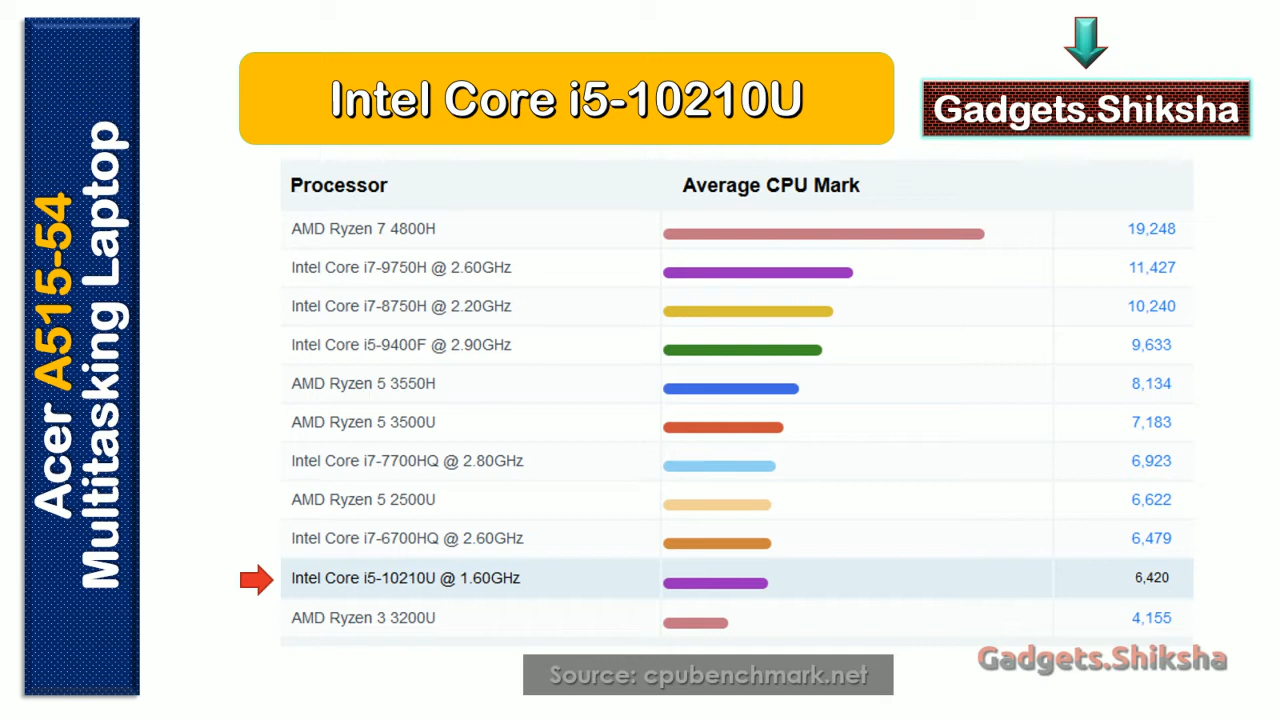 Acer A515-54
Multitasking Laptop
Intel Core i5-10210U
Gadgets.Shiksha
Processor Average CPU Mark
AMD Ryzen 7 4800H 19,248
Intel Core i7-9750H @ 2.60GHz 11,427
Intel Core i7-8750H @ 2.20GHz 10,240
Intel Core i5-9400F @ 2.90GHz 9,633
AMD Ryzen 5 3550H 8,134
AMD Ryzen 5 3500U 7,183
Intel Core i7-7700HQ @ 2.80GHz 6,923
AMD Ryzen 5 2500U 6,622
Intel Core i7-6700HQ @ 2.60GHz 6,479
Intel Core i5-10210U @ 1.60GHz 6,420
AMD Ryzen 3 3200U 4,155
Gadgets.Shiksha
Source: cpubenchmark.net